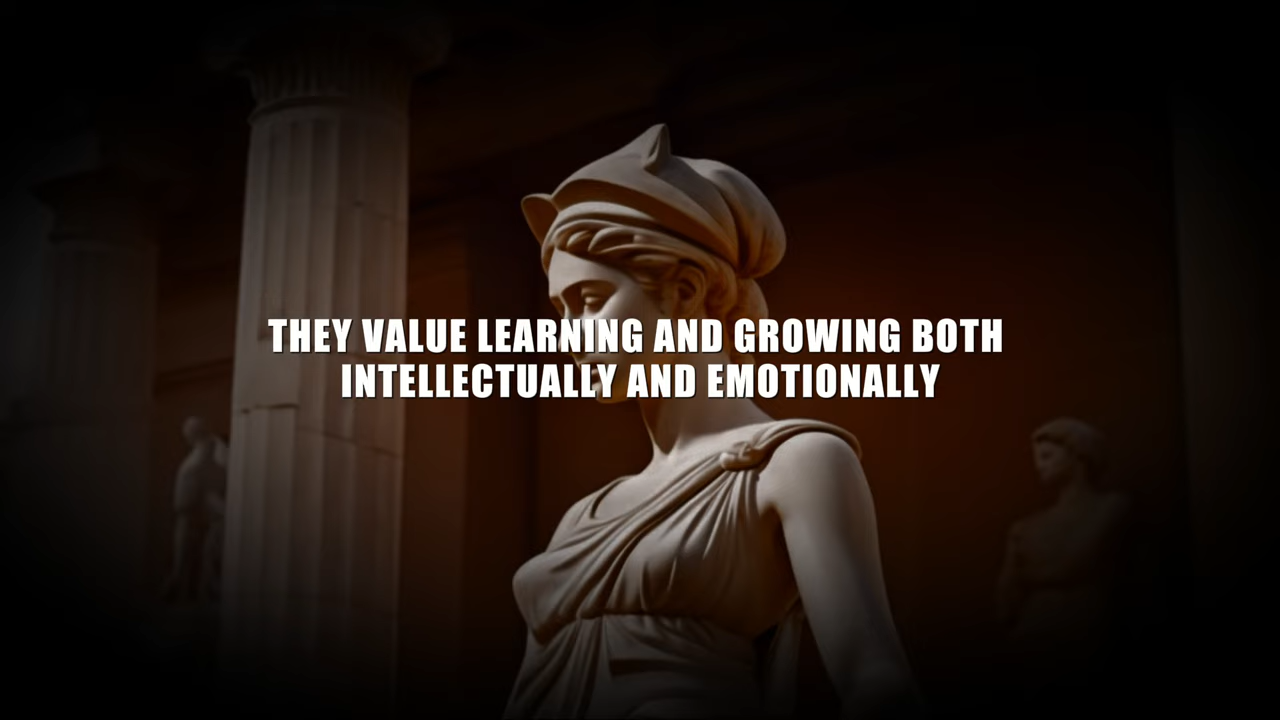 THEY VALUE LEARNING AND GROWING BOTH
INTELLECTUALLY AND EMOTIONALLY